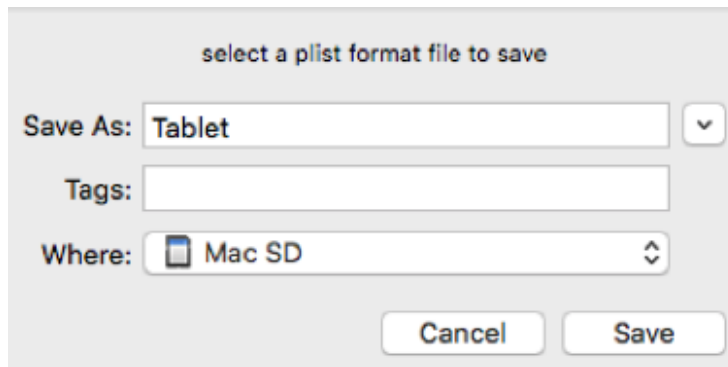 select a plist format file to save
Save As: Tablet
Tags:
Where: Mac SD
Cancel Save